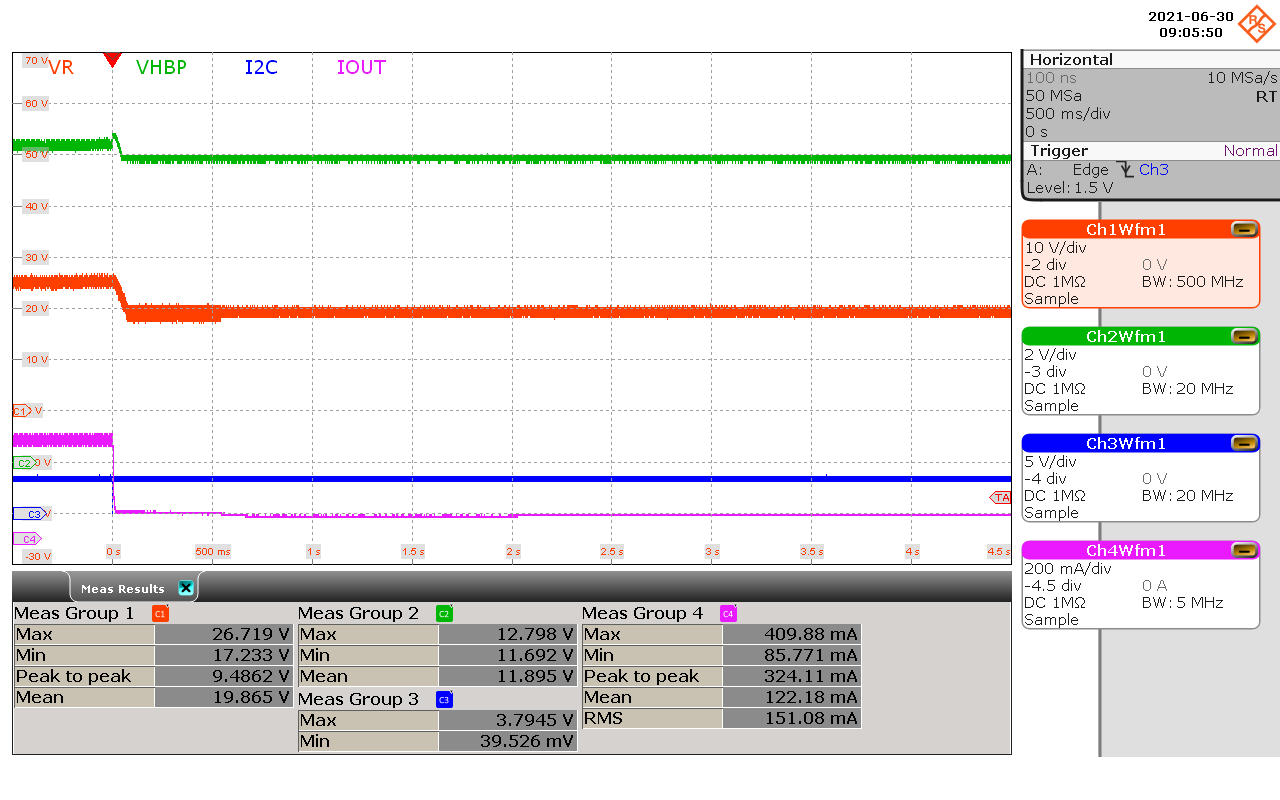 2021-06-30
09:05:50
R&S
70 V
VR
VHBP
I2C
IOUT
60 V
50 V
40 V
30 V
20 V
10 V
C1 V
C2 0 V
C3 V
TA
C4
-30 V
0 s
500 ms
1 s
1.5 s
2 s
2.5 s
3 s
3.5 s
4 s
4.5 s
Horizontal
100 ns 10 MSa/s
50 MSa RT
500 ms/div
0 s
Trigger Normal
A: Edge Ch3
Level: 1.5 V
Ch1Wfm1
10 V/div
-2 div 0 V
DC 1MΩ BW: 500 MHz
Sample
Ch2Wfm1
2 V/div
-3 div 0 V
DC 1MΩ BW: 20 MHz
Sample
Ch3Wfm1
5 V/div
-4 div 0 V
DC 1MΩ BW: 20 MHz
Sample
Ch4Wfm1
200 mA/div
-4.5 div 0 A
DC 1MΩ BW: 5 MHz
Sample
Meas Results
Meas Group 1 C1
Max 26.719 V
Min 17.233 V
Peak to peak 9.4862 V
Mean 19.865 V
Meas Group 2 C2
Max 12.798 V
Min 11.692 V
Mean 11.895 V
Meas Group 3 C3
Max 3.7945 V
Min 39.526 mV
Meas Group 4 C4
Max 409.88 mA
Min 85.771 mA
Peak to peak 324.11 mA
Mean 122.18 mA
RMS 151.08 mA